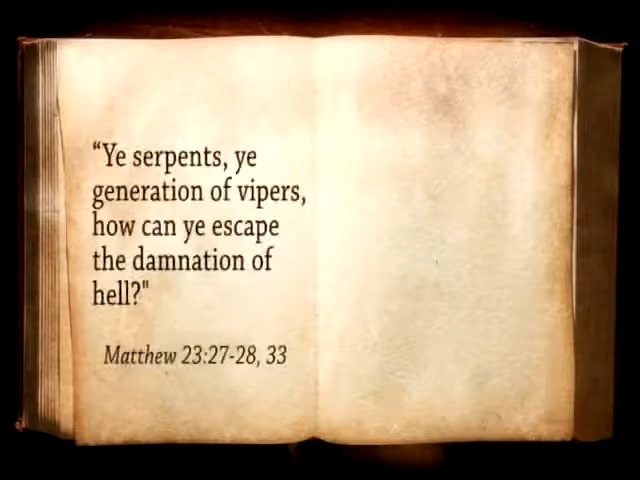 “Ye serpents, ye
generation of vipers,
how can ye escape
the damnation of
hell?"
Matthew 23:27-28, 33